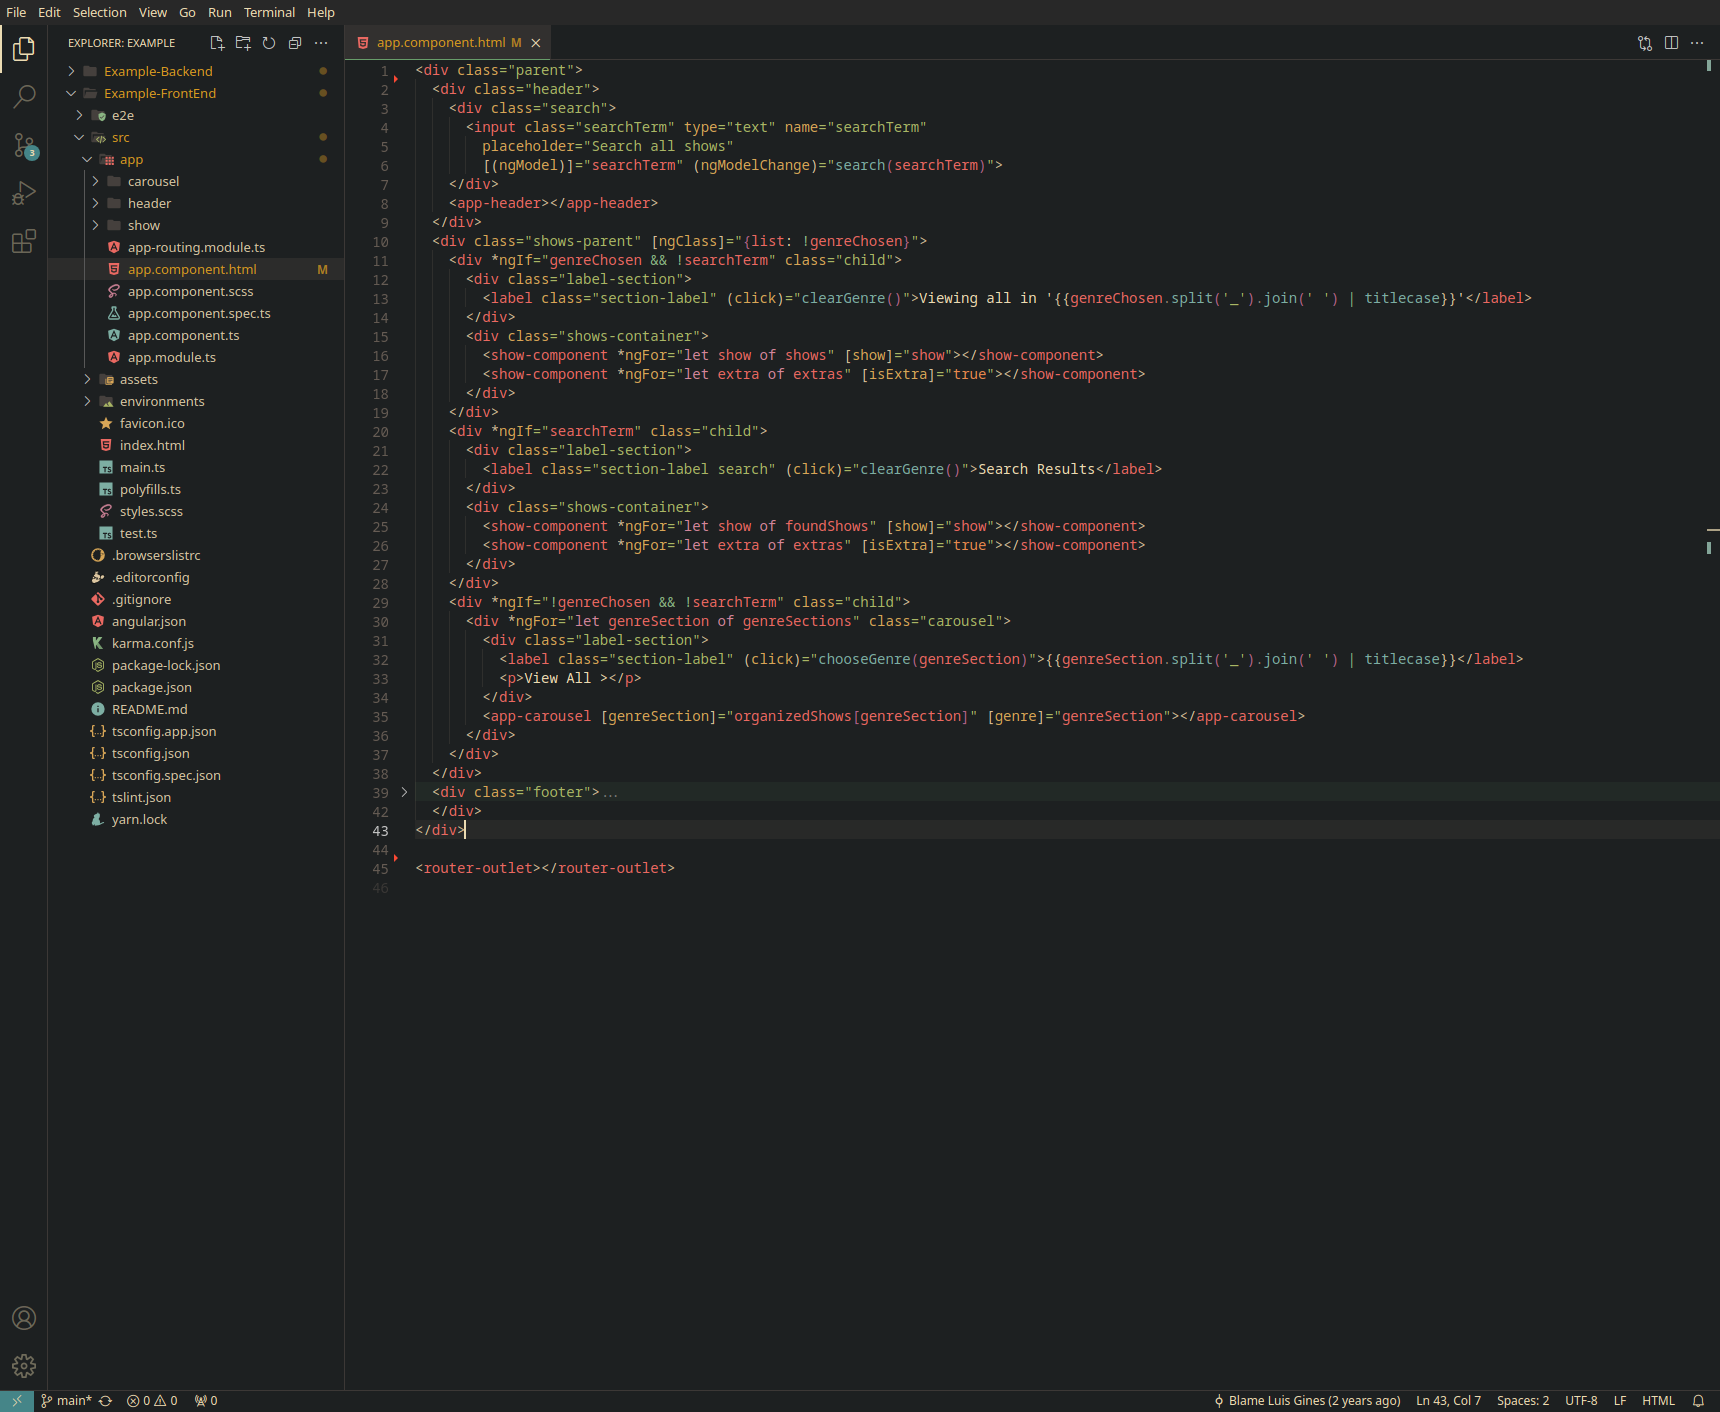 File Edit Selection View Go Run Terminal Help
EXPLORER: EXAMPLE
Example-Backend
Example-FrontEnd
e2e
src
app
carousel
header
show
app-routing.module.ts
app.component.html M
app.component.scss
app.component.spec.ts
app.component.ts
app.module.ts
assets
environments
favicon.ico
index.html
main.ts
polyfills.ts
styles.scss
test.ts
.browserslistrc
.editorconfig
.gitignore
angular.json
karma.conf.js
package-lock.json
package.json
README.md
tsconfig.app.json
tsconfig.json
tsconfig.spec.json
tslint.json
yarn.lock
3
app.component.html M
1 <div class="parent">
2 <div class="header">
3 <div class="search">
4 <input class="searchTerm" type="text" name="searchTerm"
5 placeholder="Search all shows"
6 [(ngModel)]="searchTerm" (ngModelChange)="search(searchTerm)">
7 </div>
8 <app-header></app-header>
9 </div>
10 <div class="shows-parent" [ngClass]="{list: !genreChosen}">
11 <div *ngIf="genreChosen && !searchTerm" class="child">
12 <div class="label-section">
13 <label class="section-label" (click)="clearGenre()">Viewing all in '{{genreChosen.split('_').join(' ') | titlecase}}'</label>
14 </div>
15 <div class="shows-container">
16 <show-component *ngFor="let show of shows" [show]="show"></show-component>
17 <show-component *ngFor="let extra of extras" [isExtra]="true"></show-component>
18 </div>
19 </div>
20 <div *ngIf="searchTerm" class="child">
21 <div class="label-section">
22 <label class="section-label search" (click)="clearGenre()">Search Results</label>
23 </div>
24 <div class="shows-container">
25 <show-component *ngFor="let show of foundShows" [show]="show"></show-component>
26 <show-component *ngFor="let extra of extras" [isExtra]="true"></show-component>
27 </div>
28 </div>
29 <div *ngIf="!genreChosen && !searchTerm" class="child">
30 <div *ngFor="let genreSection of genreSections" class="carousel">
31 <div class="label-section">
32 <label class="section-label" (click)="chooseGenre(genreSection)">{{genreSection.split('_').join(' ') | titlecase}}</label>
33 <p>View All ></p>
34 </div>
35 <app-carousel [genreSection]="organizedShows[genreSection]" [genre]="genreSection"></app-carousel>
36 </div>
37 </div>
38 </div>
39 <div class="footer">...
42 </div>
43 </div>
44
45 <router-outlet></router-outlet>
46
main* 0 0 0 Blame Luis Gines (2 years ago) Ln 43, Col 7 Spaces: 2 UTF-8 LF HTML